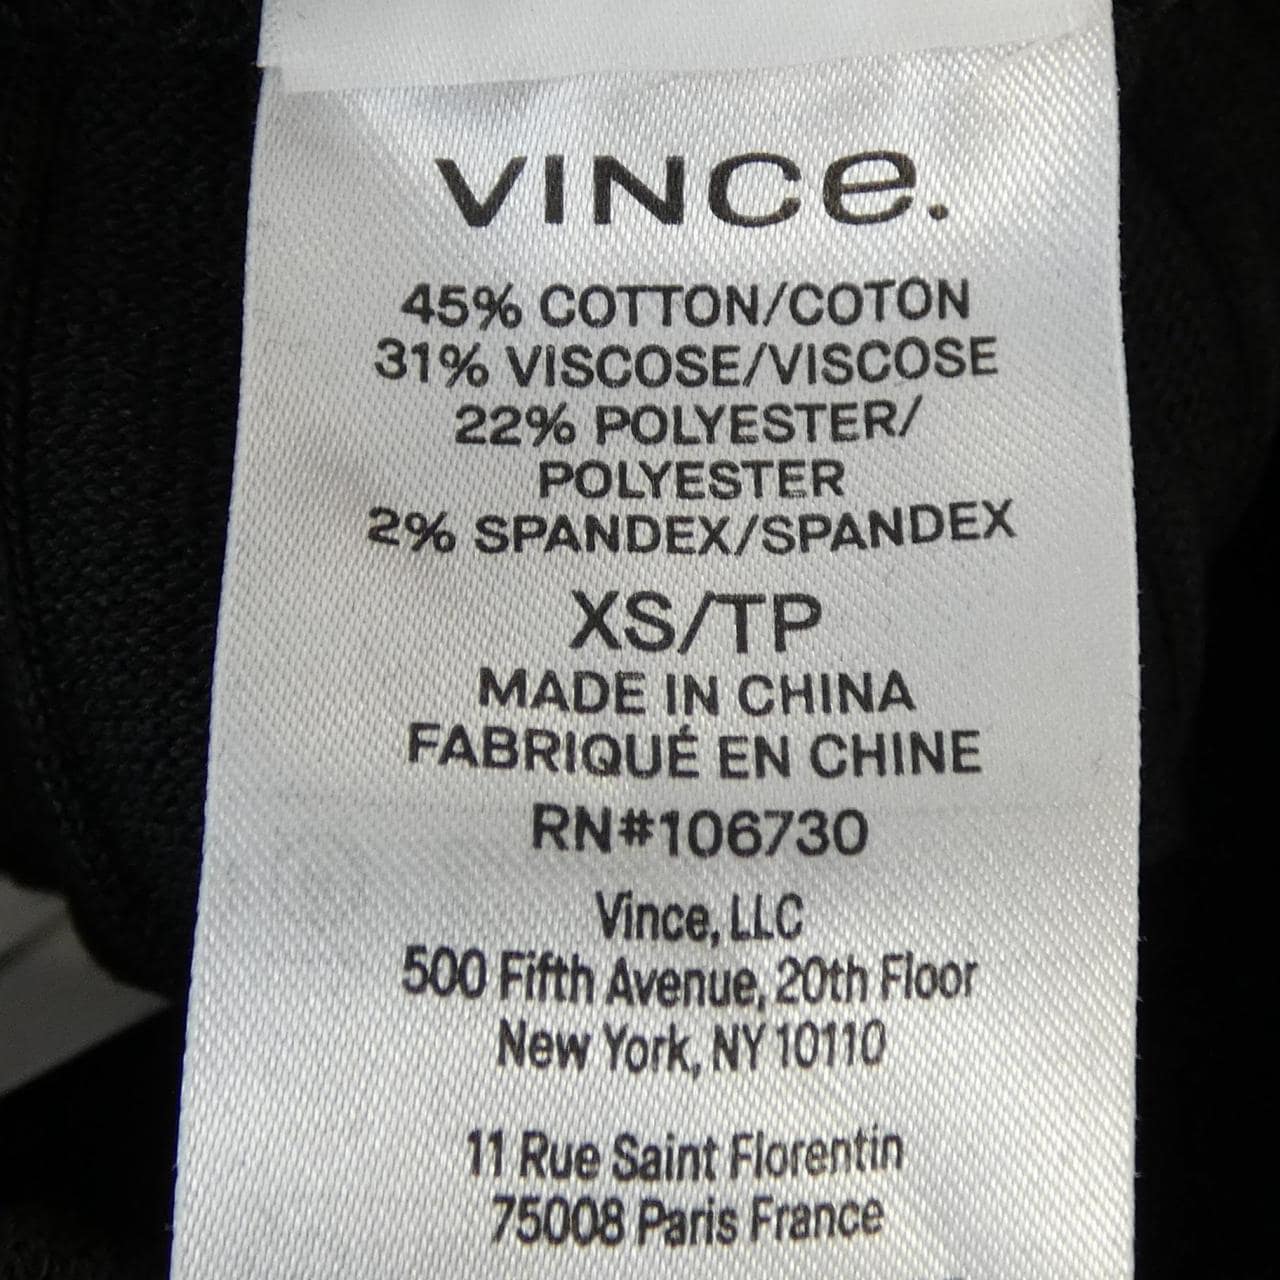 VINCe.
45% COTTON/COTON
31% VISCOSE/VISCOSE
22% POLYESTER/
POLYESTER
2% SPANDEX/SPANDEX
XS/TP
MADE IN CHINA
FABRIQUÉ EN CHINE
RN#106730
Vince, LLC
500 Fifth Avenue, 20th Floor
New York, NY 10110
11 Rue Saint Florentin
75008 Paris France